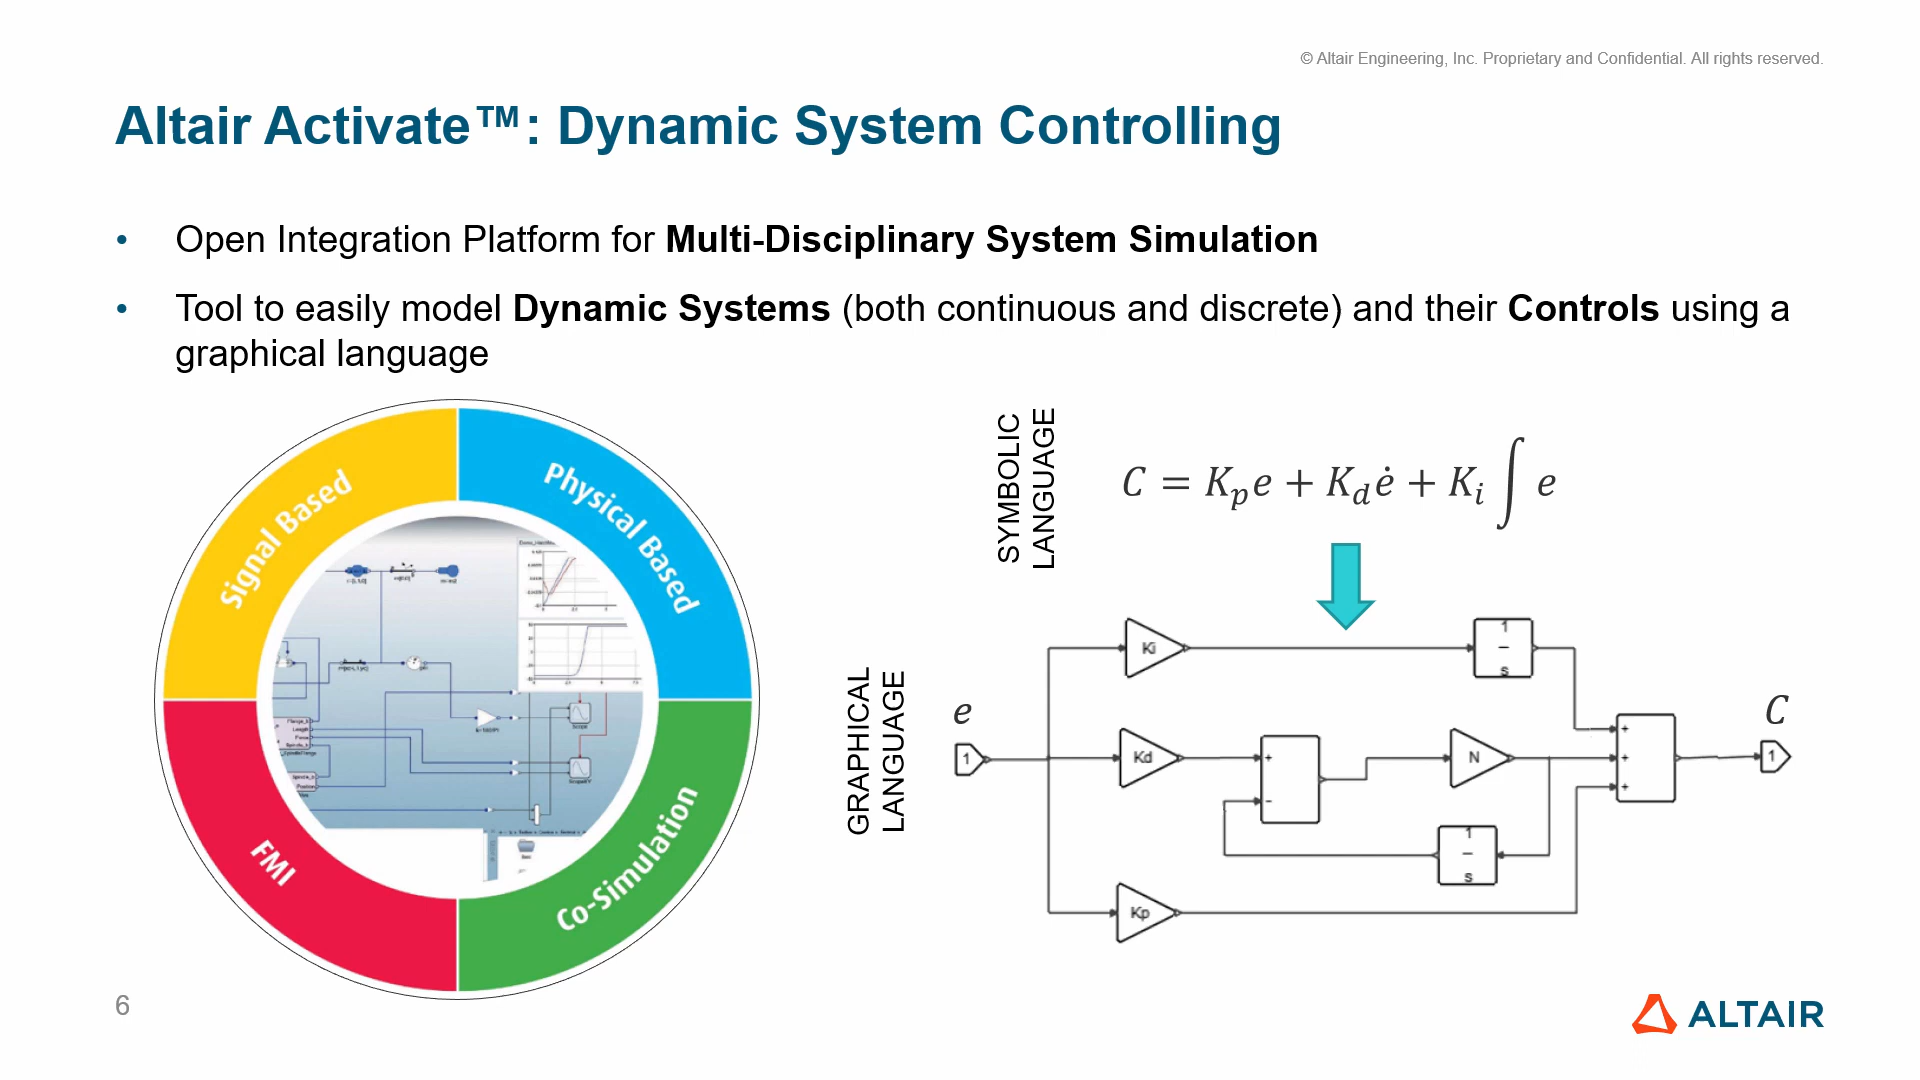 © Altair Engineering, Inc. Proprietary and Confidential. All rights reserved.
Altair Activate™: Dynamic System Controlling
• Open Integration Platform for Multi-Disciplinary System Simulation
• Tool to easily model Dynamic Systems (both continuous and discrete) and their Controls using a
graphical language
Signal Based
Physical Based
FMI
Co-Simulation
SYMBOLIC
LANGUAGE
C = K_p e + K_d ė + K_i ∫ e
GRAPHICAL
LANGUAGE
e
1
Ki
1
–
s
Kd
+
−
N
1
–
s
Kp
+
+
+
C
1
6
ALTAIR